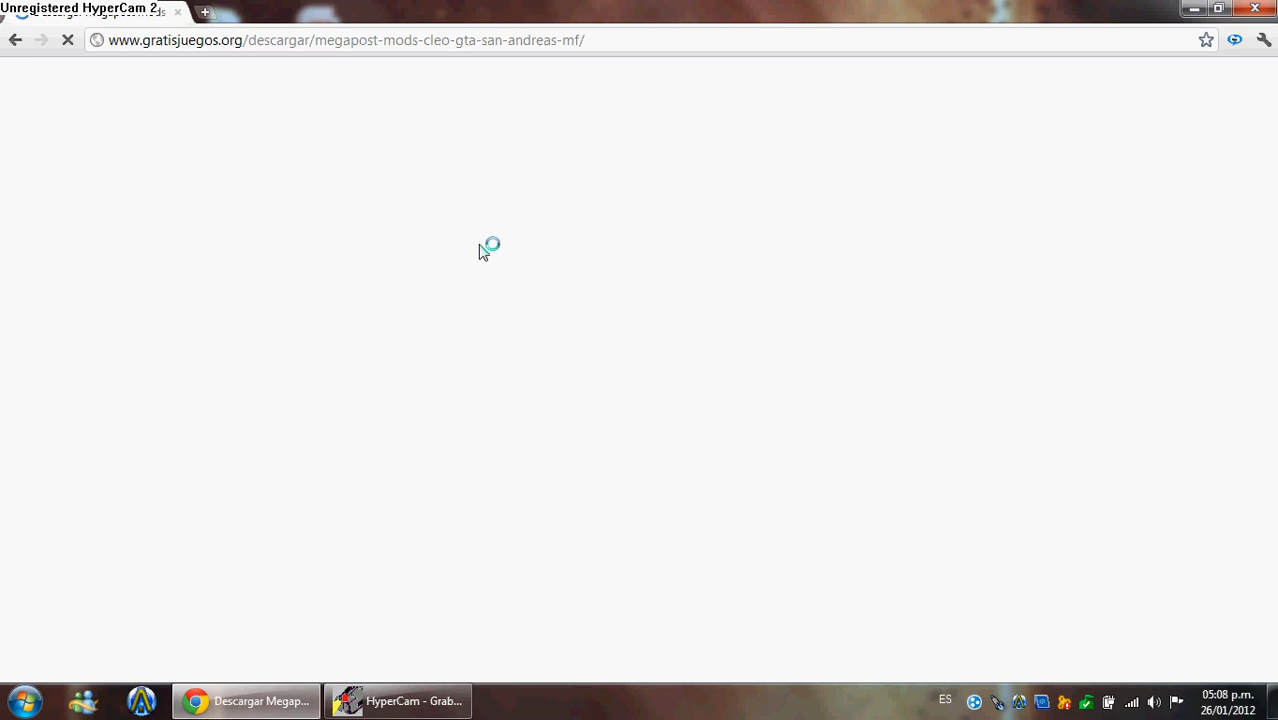 Unregistered HyperCam 2
www.gratisjuegos.org/descargar/megapost-mods-cleo-gta-san-andreas-mf/
Descargar Megap...
HyperCam - Grab...
ES
05:08 p.m.
26/01/2012